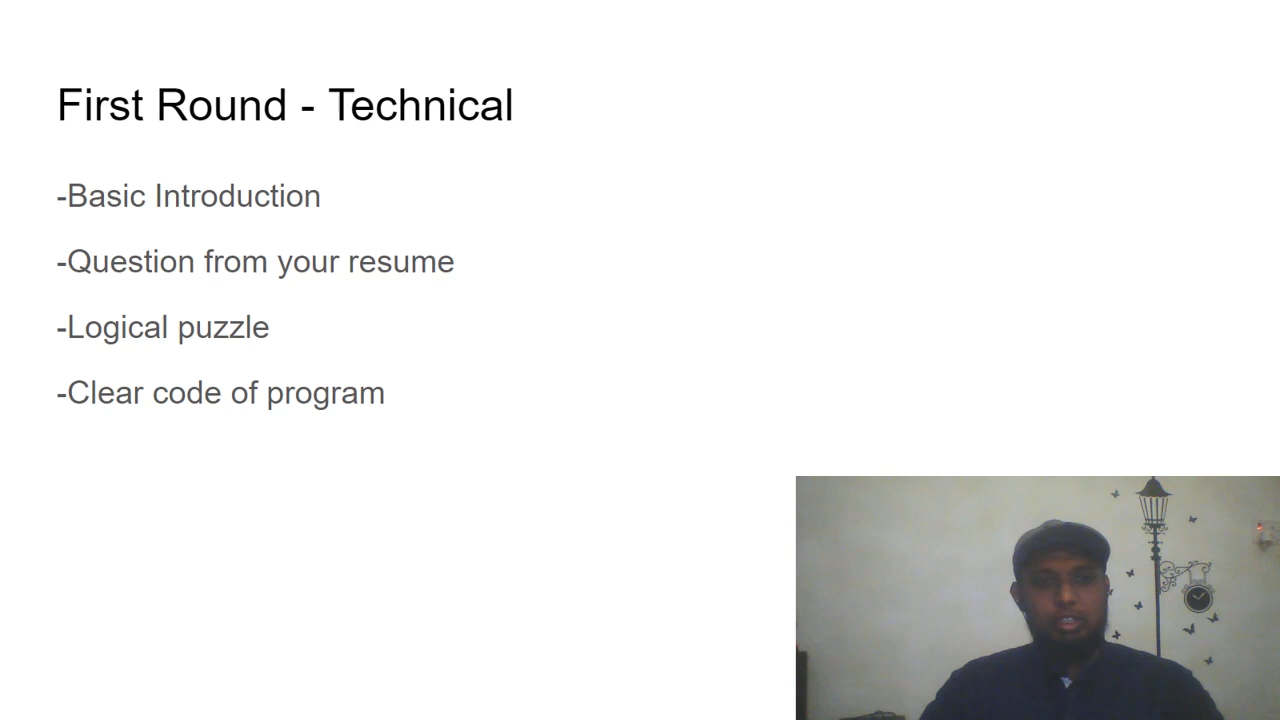 First Round - Technical
-Basic Introduction
-Question from your resume
-Logical puzzle
-Clear code of program